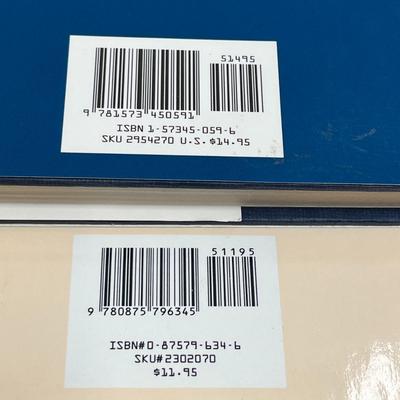 51495
9 781573 450591
ISBN 1-57345-059-6
SKU 2954270 U.S. $14.95
51195
9 780875 796345
ISBN#0-87579-634-6
SKU#2302070
$11.95